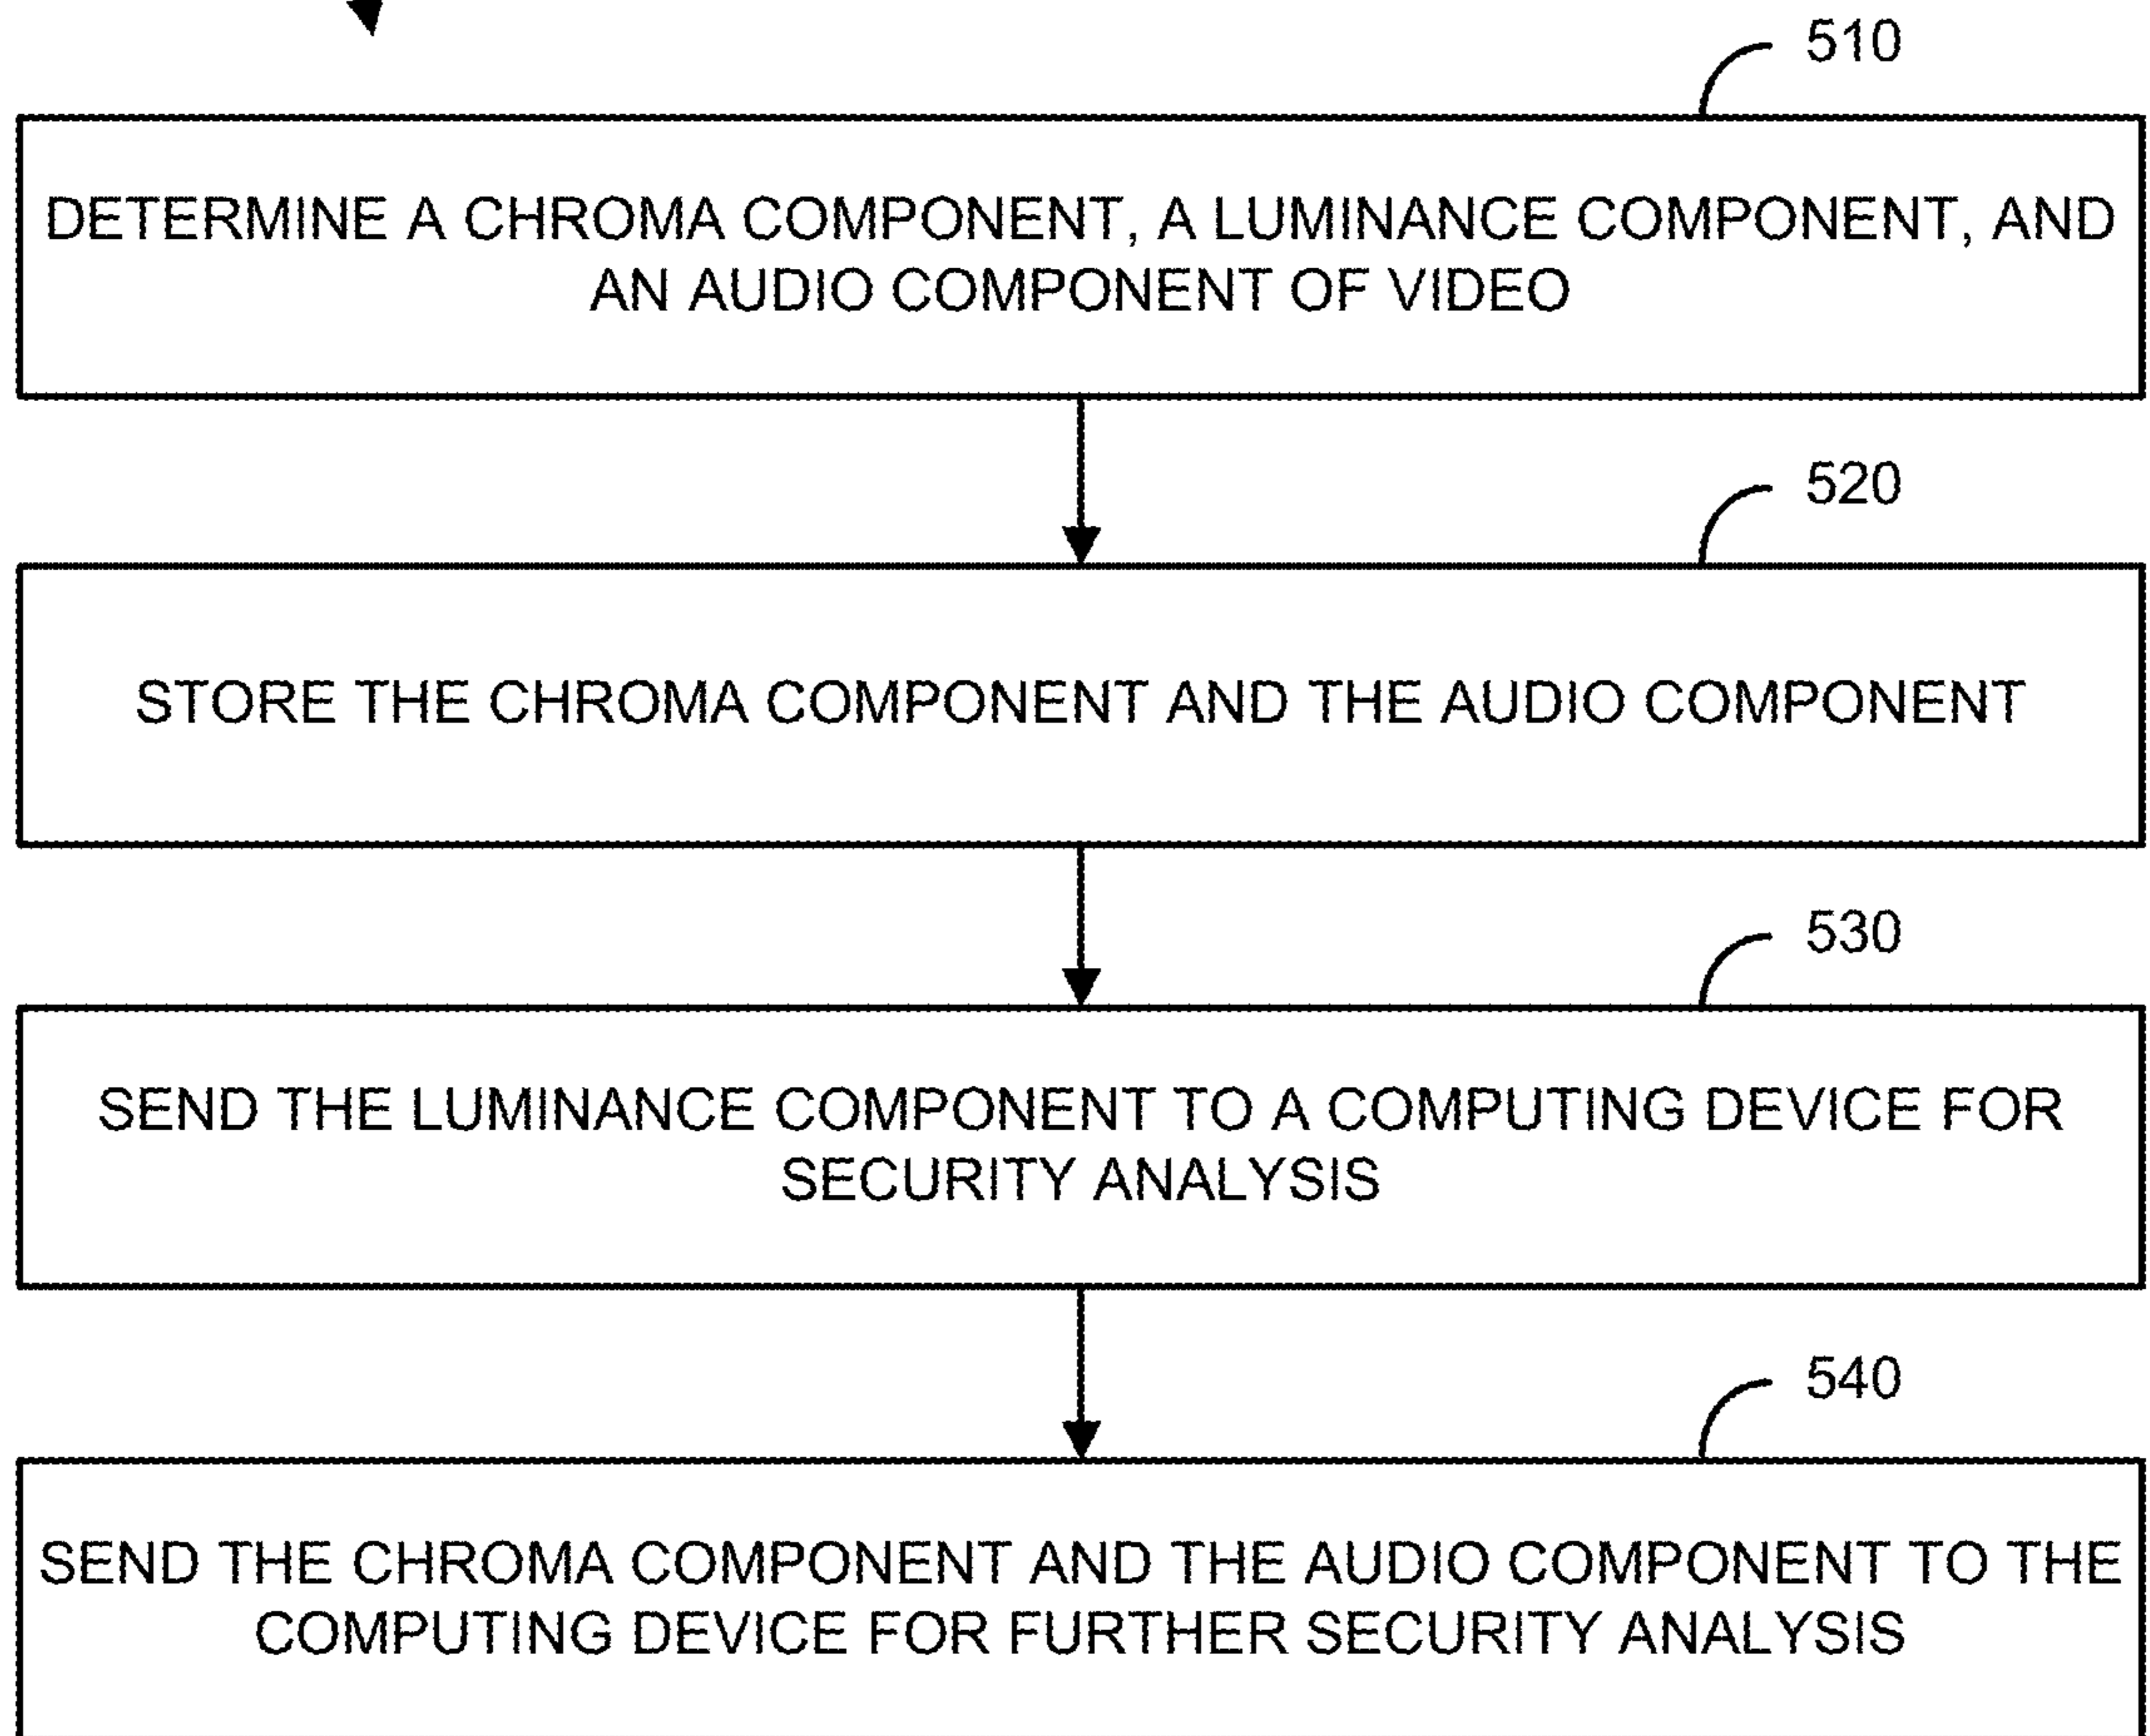 510
DETERMINE A CHROMA COMPONENT, A LUMINANCE COMPONENT, AND
AN AUDIO COMPONENT OF VIDEO
520
STORE THE CHROMA COMPONENT AND THE AUDIO COMPONENT
530
SEND THE LUMINANCE COMPONENT TO A COMPUTING DEVICE FOR
SECURITY ANALYSIS
540
SEND THE CHROMA COMPONENT AND THE AUDIO COMPONENT TO THE
COMPUTING DEVICE FOR FURTHER SECURITY ANALYSIS